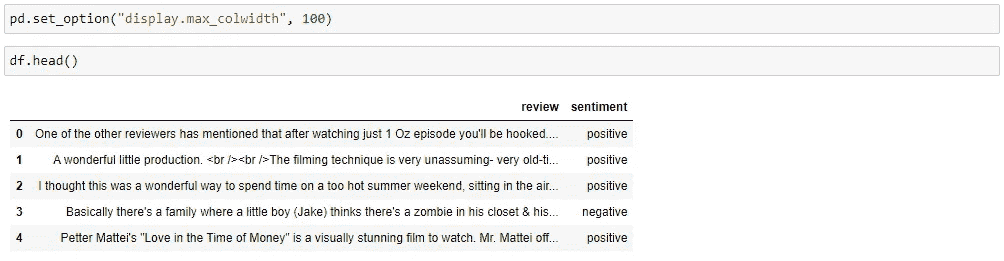 pd.set_option("display.max_colwidth", 100)
df.head()
review sentiment
0 One of the other reviewers has mentioned that after watching just 1 Oz episode you'll be hooked.... positive
1 A wonderful little production. <br /><br />The filming technique is very unassuming- very old-ti... positive
2 I thought this was a wonderful way to spend time on a too hot summer weekend, sitting in the air... positive
3 Basically there's a family where a little boy (Jake) thinks there's a zombie in his closet & his... negative
4 Petter Mattei's "Love in the Time of Money" is a visually stunning film to watch. Mr. Mattei off... positive